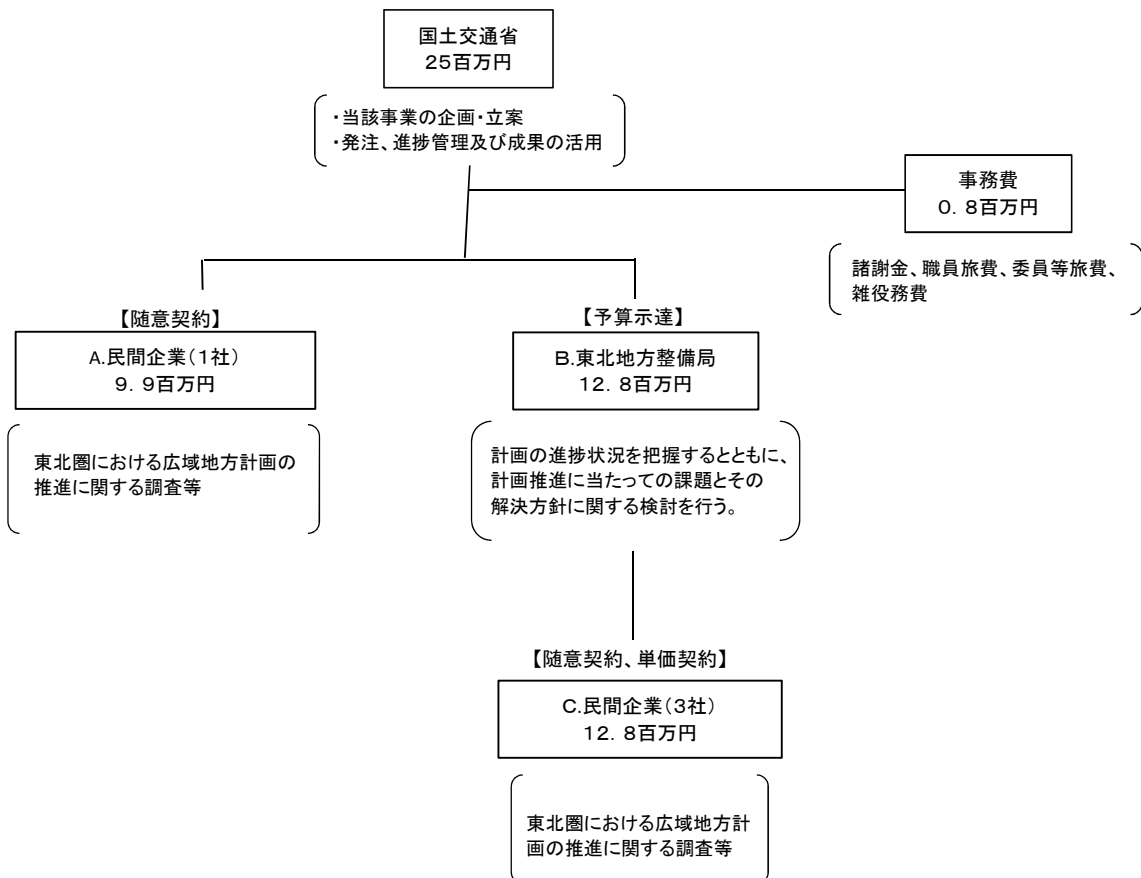 国土交通省
25百万円
・当該事業の企画・立案
・発注、進捗管理及び成果の活用
事務費
０．８百万円
諸謝金、職員旅費、委員等旅費、
雑役務費
【随意契約】
A.民間企業（１社）
９．９百万円
東北圏における広域地方計画の
推進に関する調査等
【予算示達】
B.東北地方整備局
１２．８百万円
計画の進捗状況を把握するとともに、
計画推進に当たっての課題とその
解決方針に関する検討を行う。
【随意契約、単価契約】
C.民間企業（３社）
１２．８百万円
東北圏における広域地方計
画の推進に関する調査等